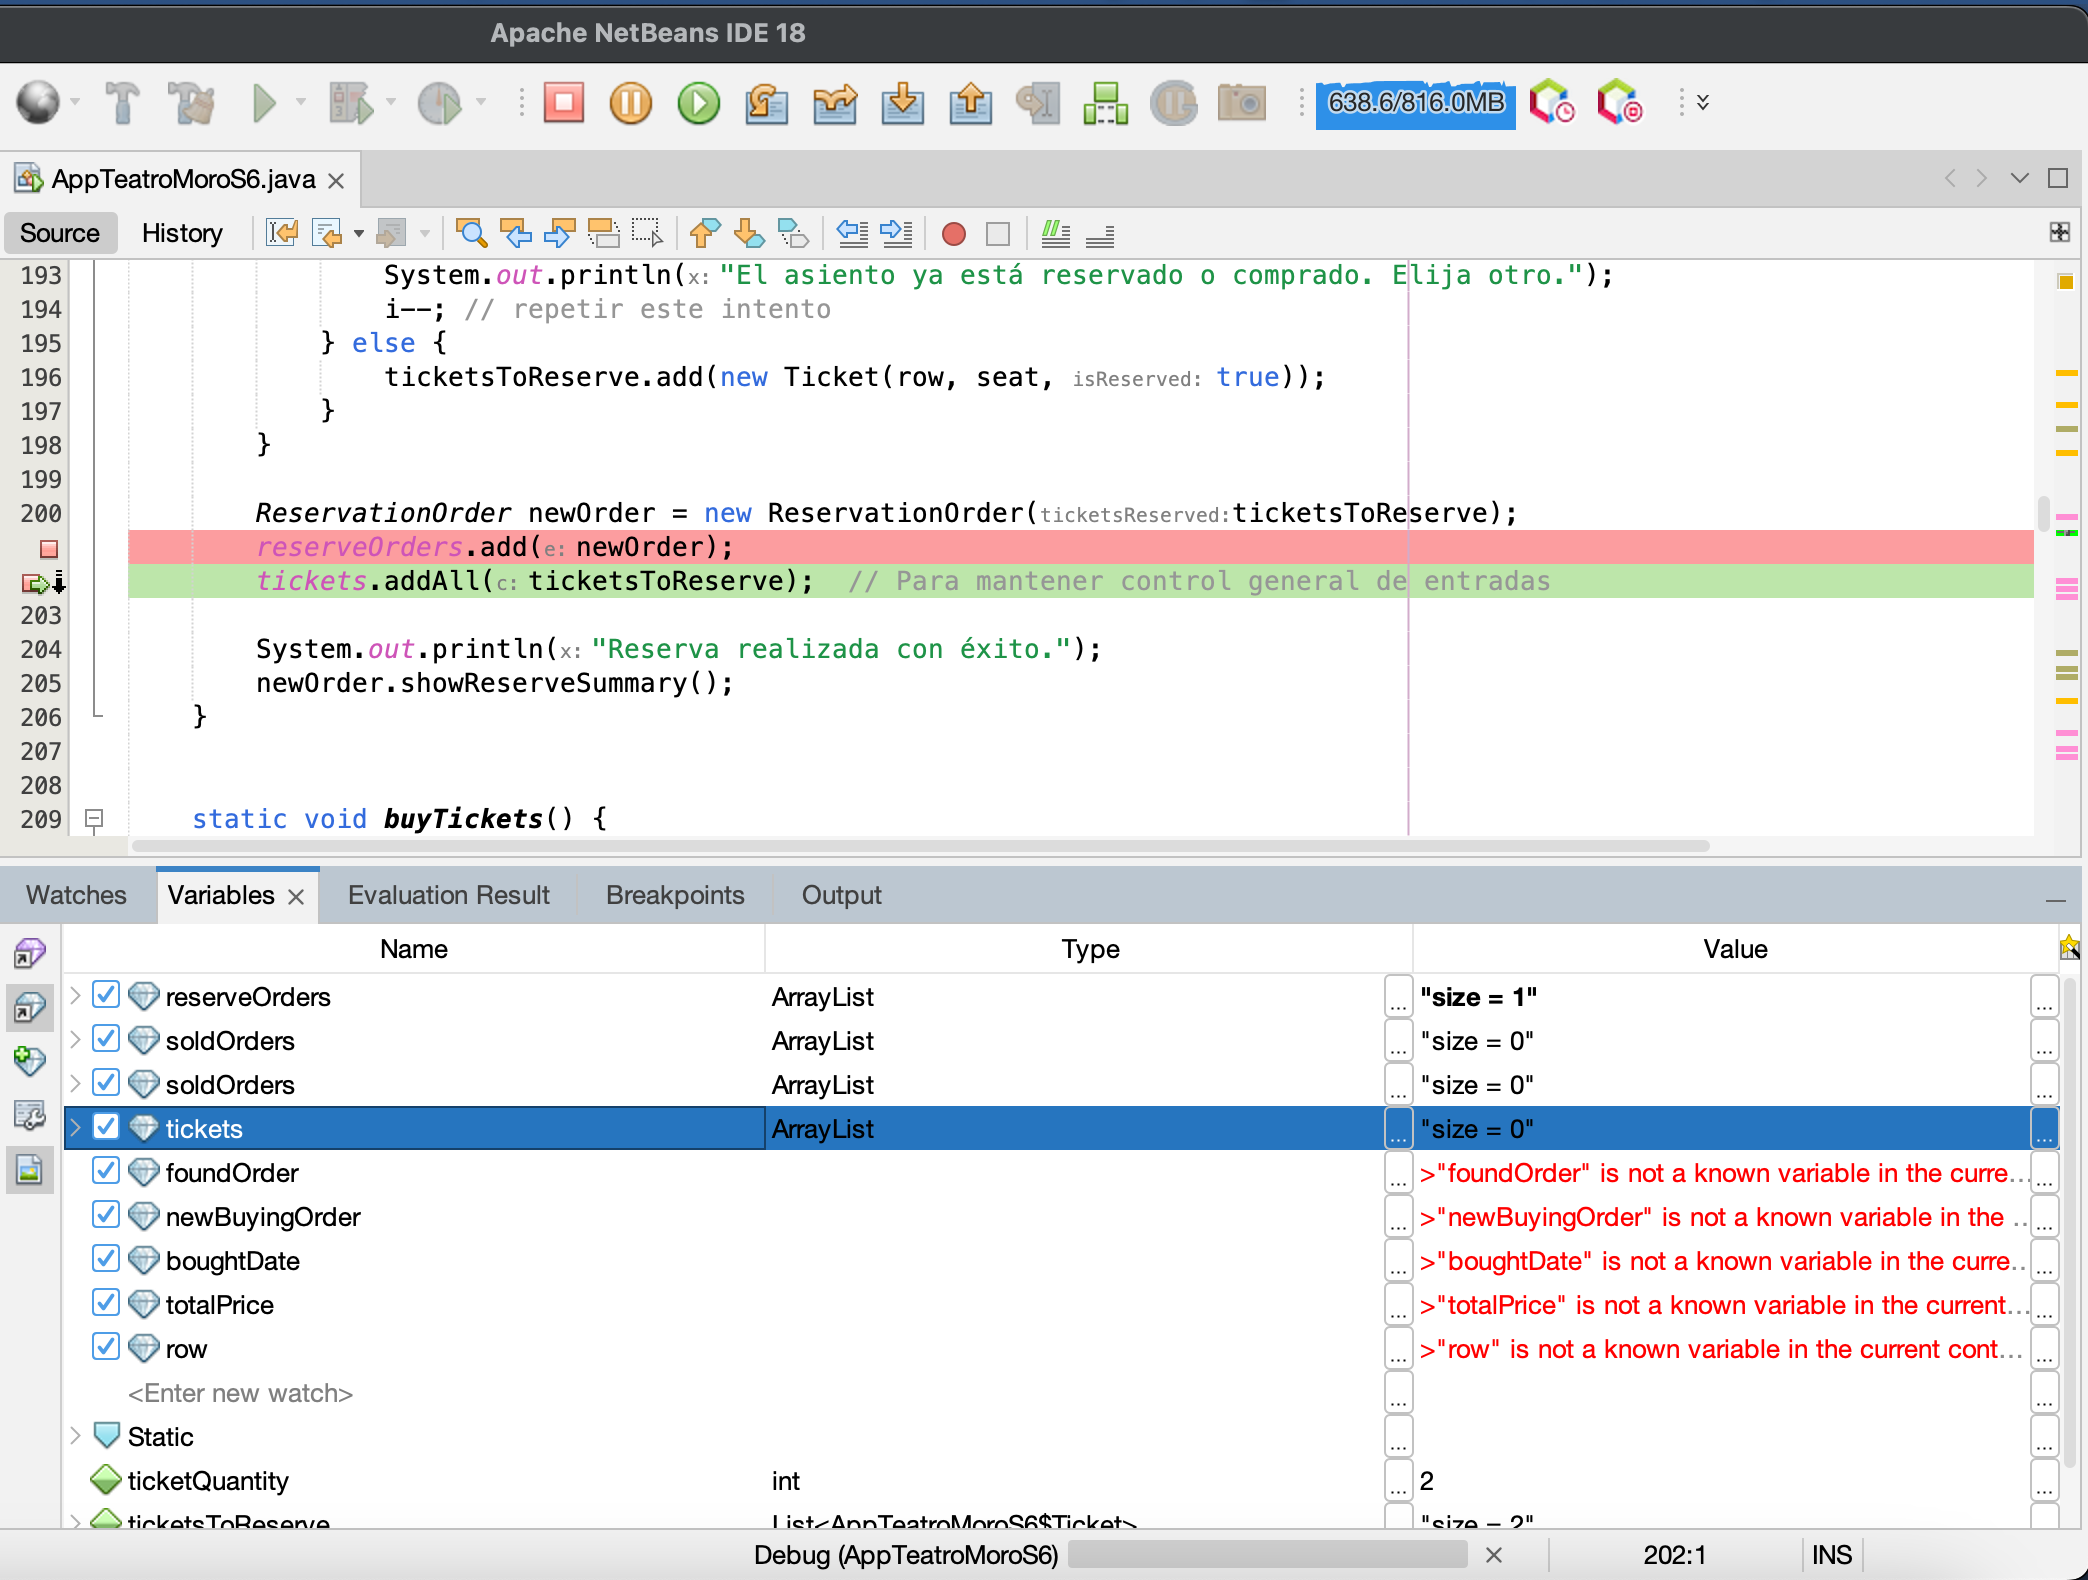 Apache NetBeans IDE 18
638.6/816.0MB
AppTeatroMoroS6.java
Source History
193 System.out.println(x: "El asiento ya está reservado o comprado. Elija otro.");
194 i--; // repetir este intento
195 } else {
196 ticketsToReserve.add(new Ticket(row, seat, isReserved: true));
197 }
198 }
199
200 ReservationOrder newOrder = new ReservationOrder(ticketsReserved:ticketsToReserve);
reserveOrders.add(e: newOrder);
tickets.addAll(c: ticketsToReserve); // Para mantener control general de entradas
203
204 System.out.println(x: "Reserva realizada con éxito.");
205 newOrder.showReserveSummary();
206 }
207
208
209 static void buyTickets() {
Watches Variables Evaluation Result Breakpoints Output
Name Type Value
reserveOrders ArrayList ... "size = 1" ...
soldOrders ArrayList ... "size = 0" ...
soldOrders ArrayList ... "size = 0" ...
tickets ArrayList ... "size = 0" ...
foundOrder ... >"foundOrder" is not a known variable in the curre... ...
newBuyingOrder ... >"newBuyingOrder" is not a known variable in the ... ...
boughtDate ... >"boughtDate" is not a known variable in the curre... ...
totalPrice ... >"totalPrice" is not a known variable in the current... ...
row ... >"row" is not a known variable in the current cont... ...
<Enter new watch> ...
Static ... ...
ticketQuantity int ... 2 ...
ticketsToReserve List<AppTeatroMoroS6$Ticket> "size = 2"
Debug (AppTeatroMoroS6) 202:1 INS